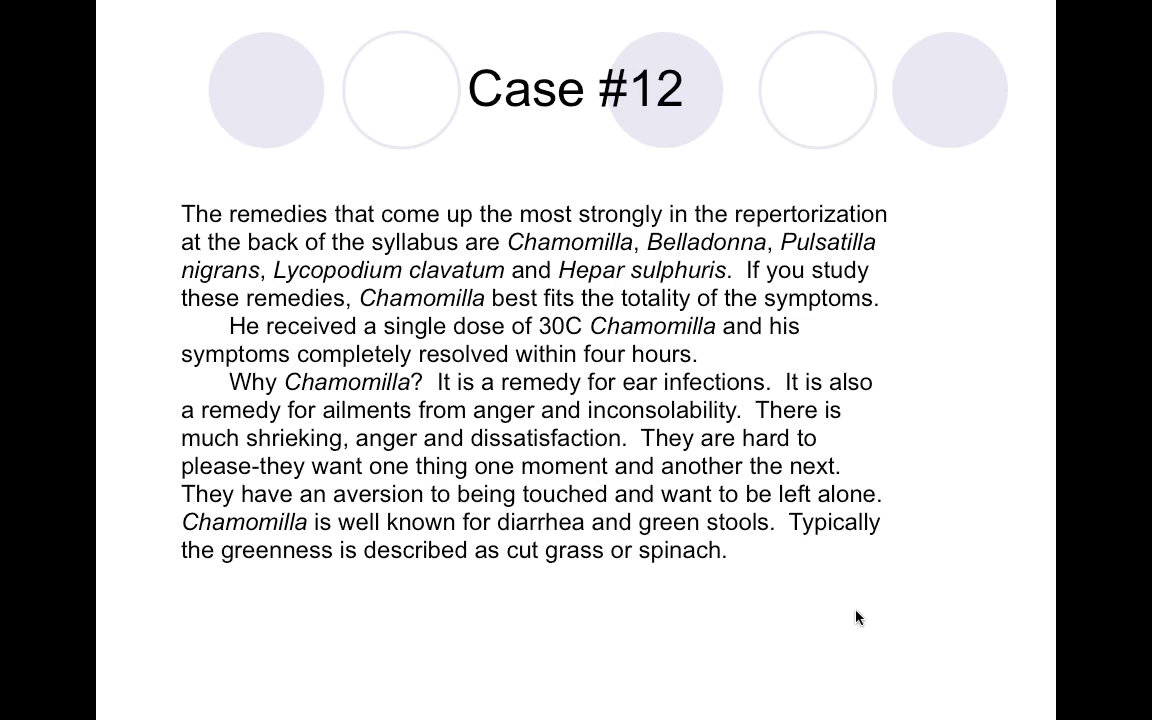 Case #12
The remedies that come up the most strongly in the repertorization
at the back of the syllabus are Chamomilla, Belladonna, Pulsatilla
nigrans, Lycopodium clavatum and Hepar sulphuris.  If you study
these remedies, Chamomilla best fits the totality of the symptoms.
He received a single dose of 30C Chamomilla and his
symptoms completely resolved within four hours.
Why Chamomilla?  It is a remedy for ear infections.  It is also
a remedy for ailments from anger and inconsolability.  There is
much shrieking, anger and dissatisfaction.  They are hard to
please-they want one thing one moment and another the next.
They have an aversion to being touched and want to be left alone.
Chamomilla is well known for diarrhea and green stools.  Typically
the greenness is described as cut grass or spinach.